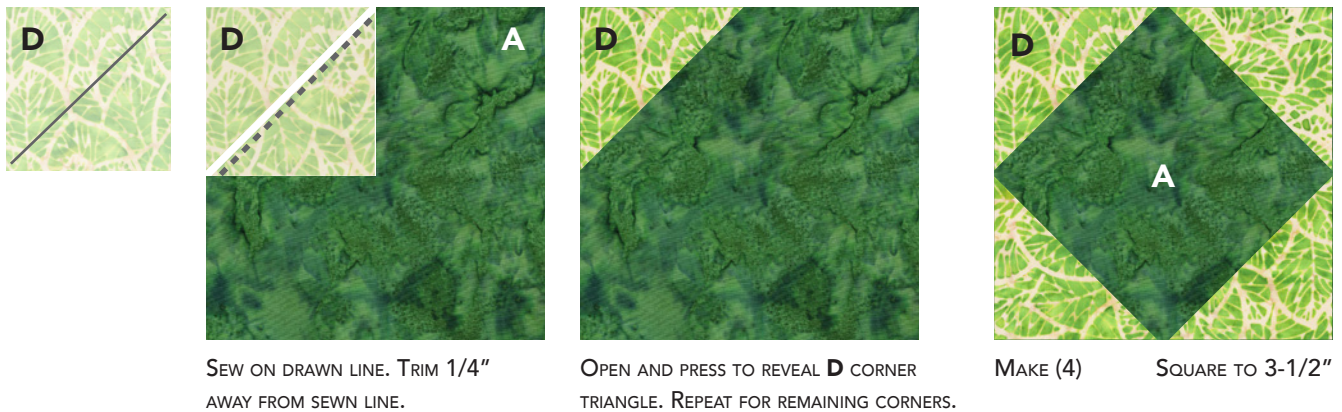 D
D
A
D
D
A
Sew on drawn line. Trim 1/4”
away from sewn line.
Open and press to reveal D corner
triangle. Repeat for remaining corners.
Make (4)
Square to 3-1/2”